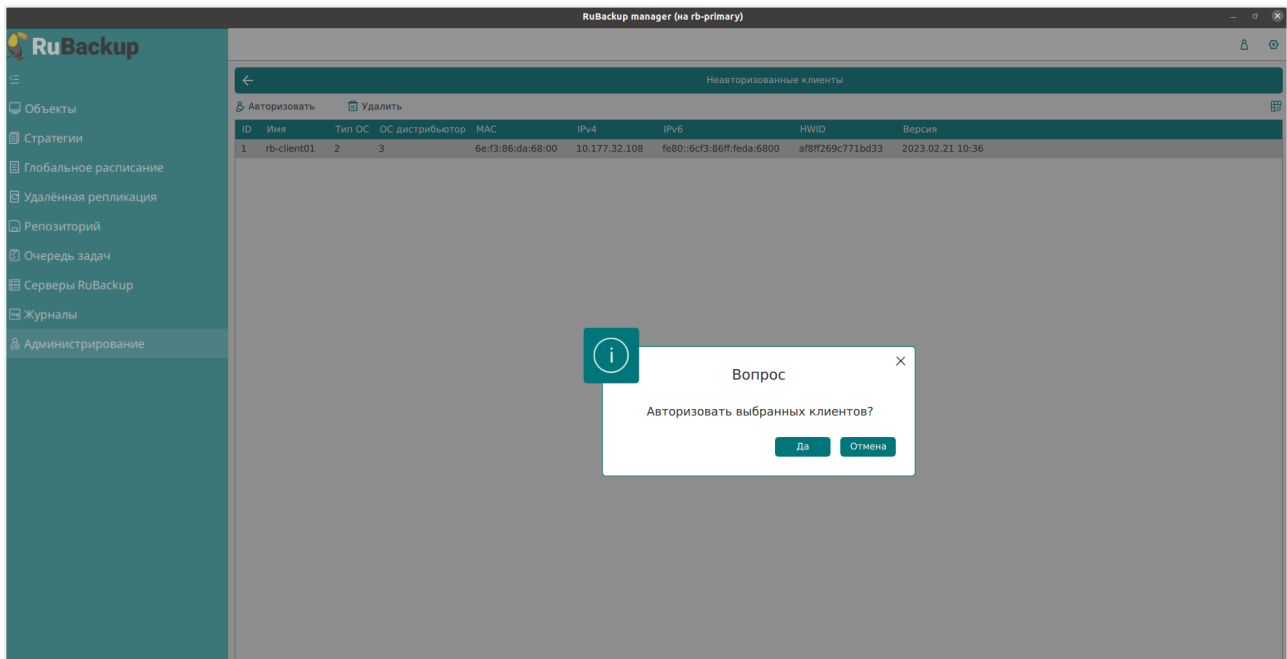 RuBackup manager (на rb-primary)
RuBackup
Неавторизованные клиенты
Объекты
Стратегии
Глобальное расписание
Удалённая репликация
Репозиторий
Очередь задач
Серверы RuBackup
Журналы
Администрирование
Авторизовать Удалить
ID Имя Тип ОС ОС дистрибьютор MAC IPv4 IPv6 HWID Версия
1 rb-client01 2 3 6e:f3:86:da:68:00 10.177.32.108 fe80::6cf3:86ff:feda:6800 af8ff269c771bd33 2023.02.21 10:36
Вопрос
Авторизовать выбранных клиентов?
Да Отмена